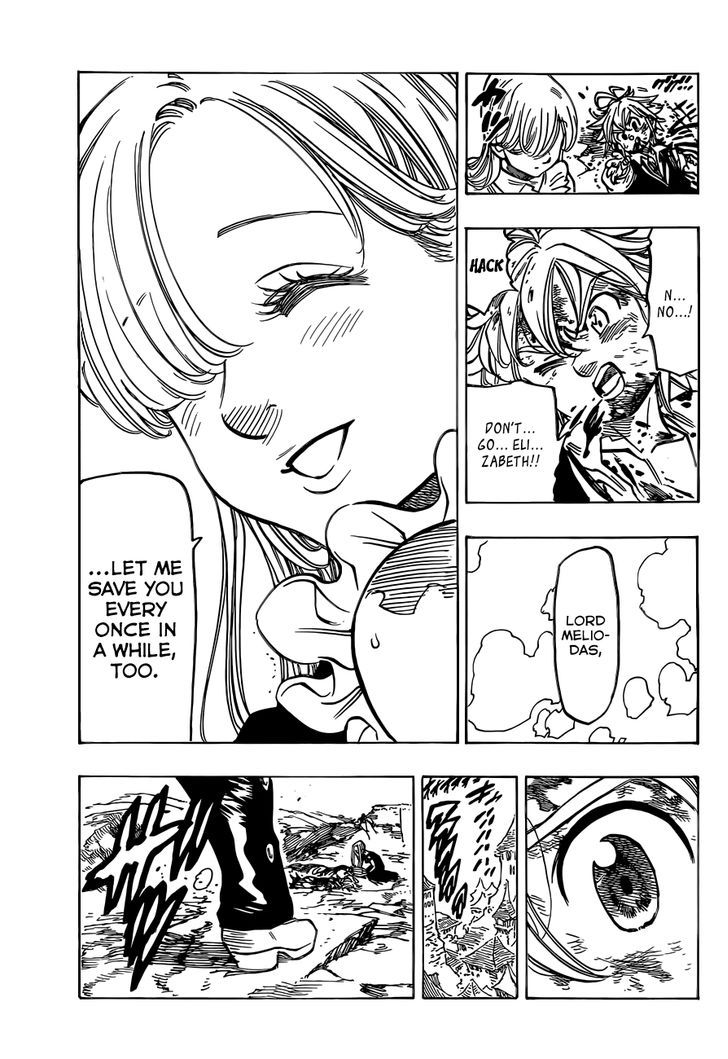 HACK
N...
NO...!
DON'T...
GO... ELI...
ZABETH!!
LORD
MELIO-
DAS,
...LET ME
SAVE YOU
EVERY
ONCE IN
A WHILE,
TOO.